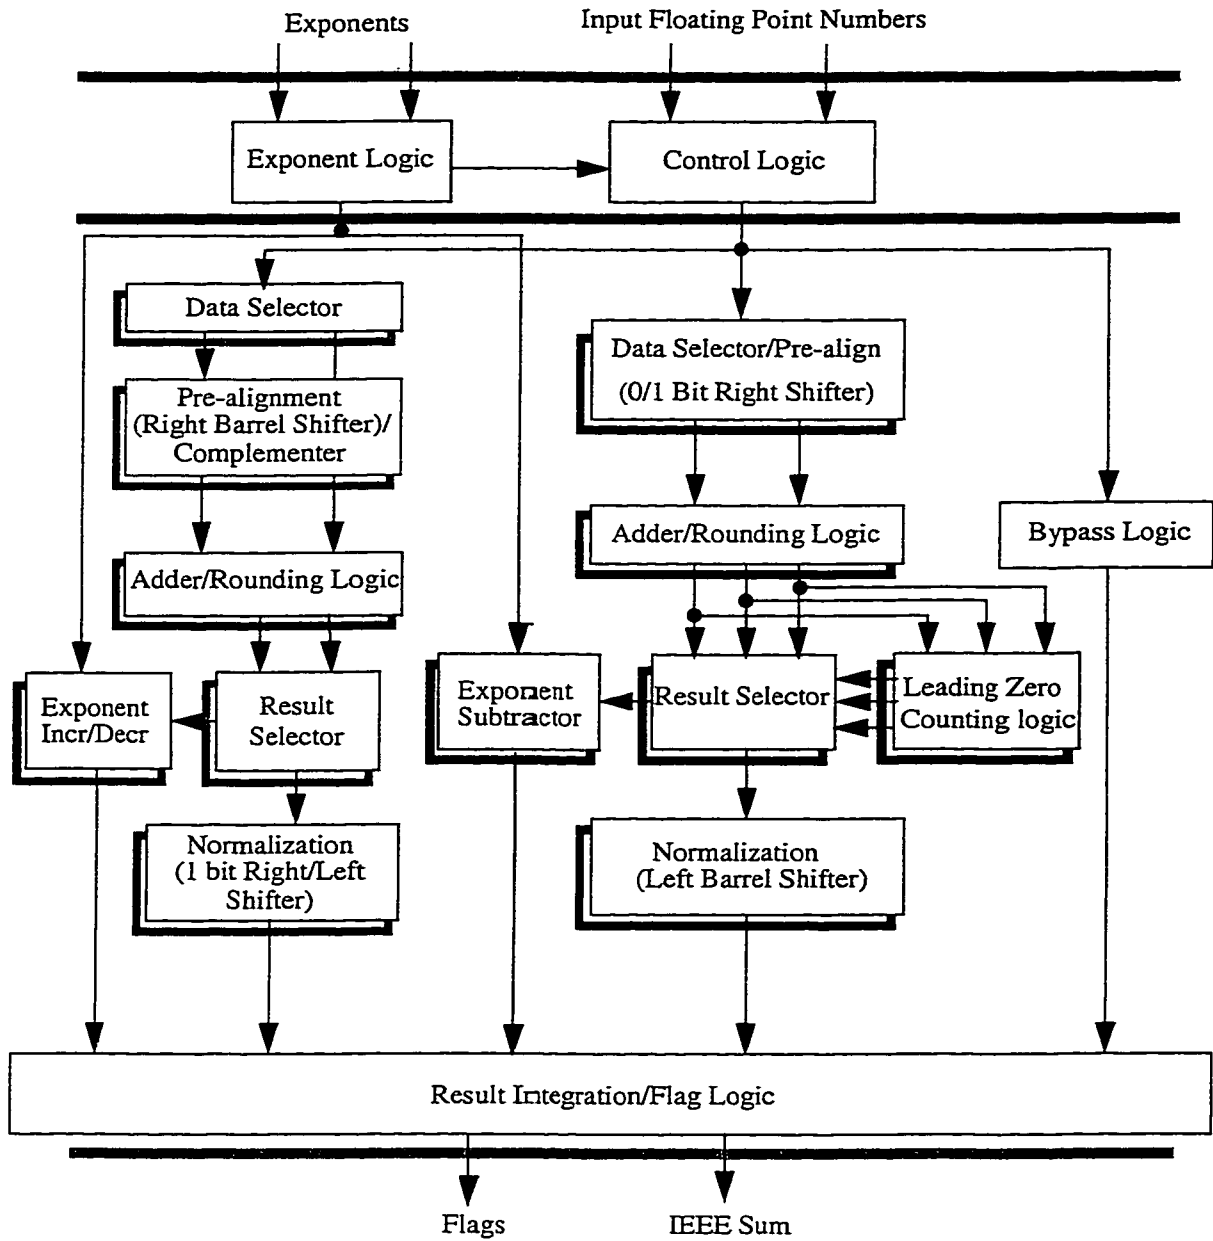 Exponents
Input Floating Point Numbers
Exponent Logic
Control Logic
Data Selector
Data Selector/Pre-align
(0/1 Bit Right Shifter)
Pre-alignment
(Right Barrel Shifter)/
Complementer
Adder/Rounding Logic
Bypass Logic
Adder/Rounding Logic
Exponent
Incr/Decr
Result
Selector
Exponent
Subtractor
Result Selector
Leading Zero
Counting logic
Normalization
(1 bit Right/Left
Shifter)
Normalization
(Left Barrel Shifter)
Result Integration/Flag Logic
Flags
IEEE Sum